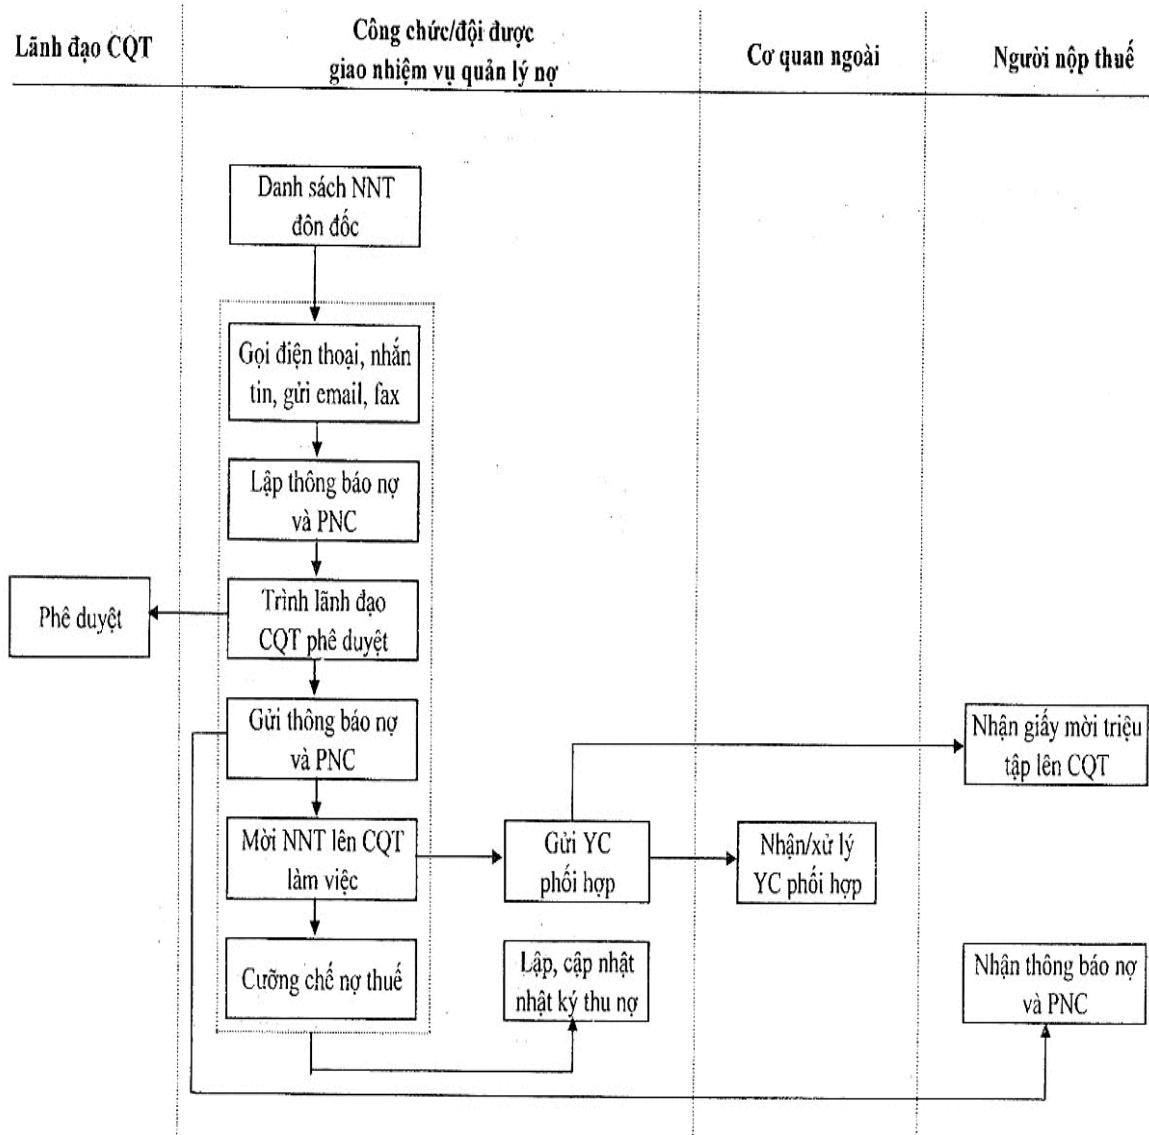 Lãnh đạo CQT
Công chức/đội được
giao nhiệm vụ quản lý nợ
Cơ quan ngoài
Người nộp thuế
Danh sách NNT
đôn đốc
Gọi điện thoại, nhắn
tin, gửi email, fax
Lập thông báo nợ
và PNC
Phê duyệt
Trình lãnh đạo
CQT phê duyệt
Gửi thông báo nợ
và PNC
Nhận giấy mời triệu
tập lên CQT
Mời NNT lên CQT
làm việc
Gửi YC
phối hợp
Nhận/xử lý
YC phối hợp
Cưỡng chế nợ thuế
Lập, cập nhật
nhật ký thu nợ
Nhận thông báo nợ
và PNC